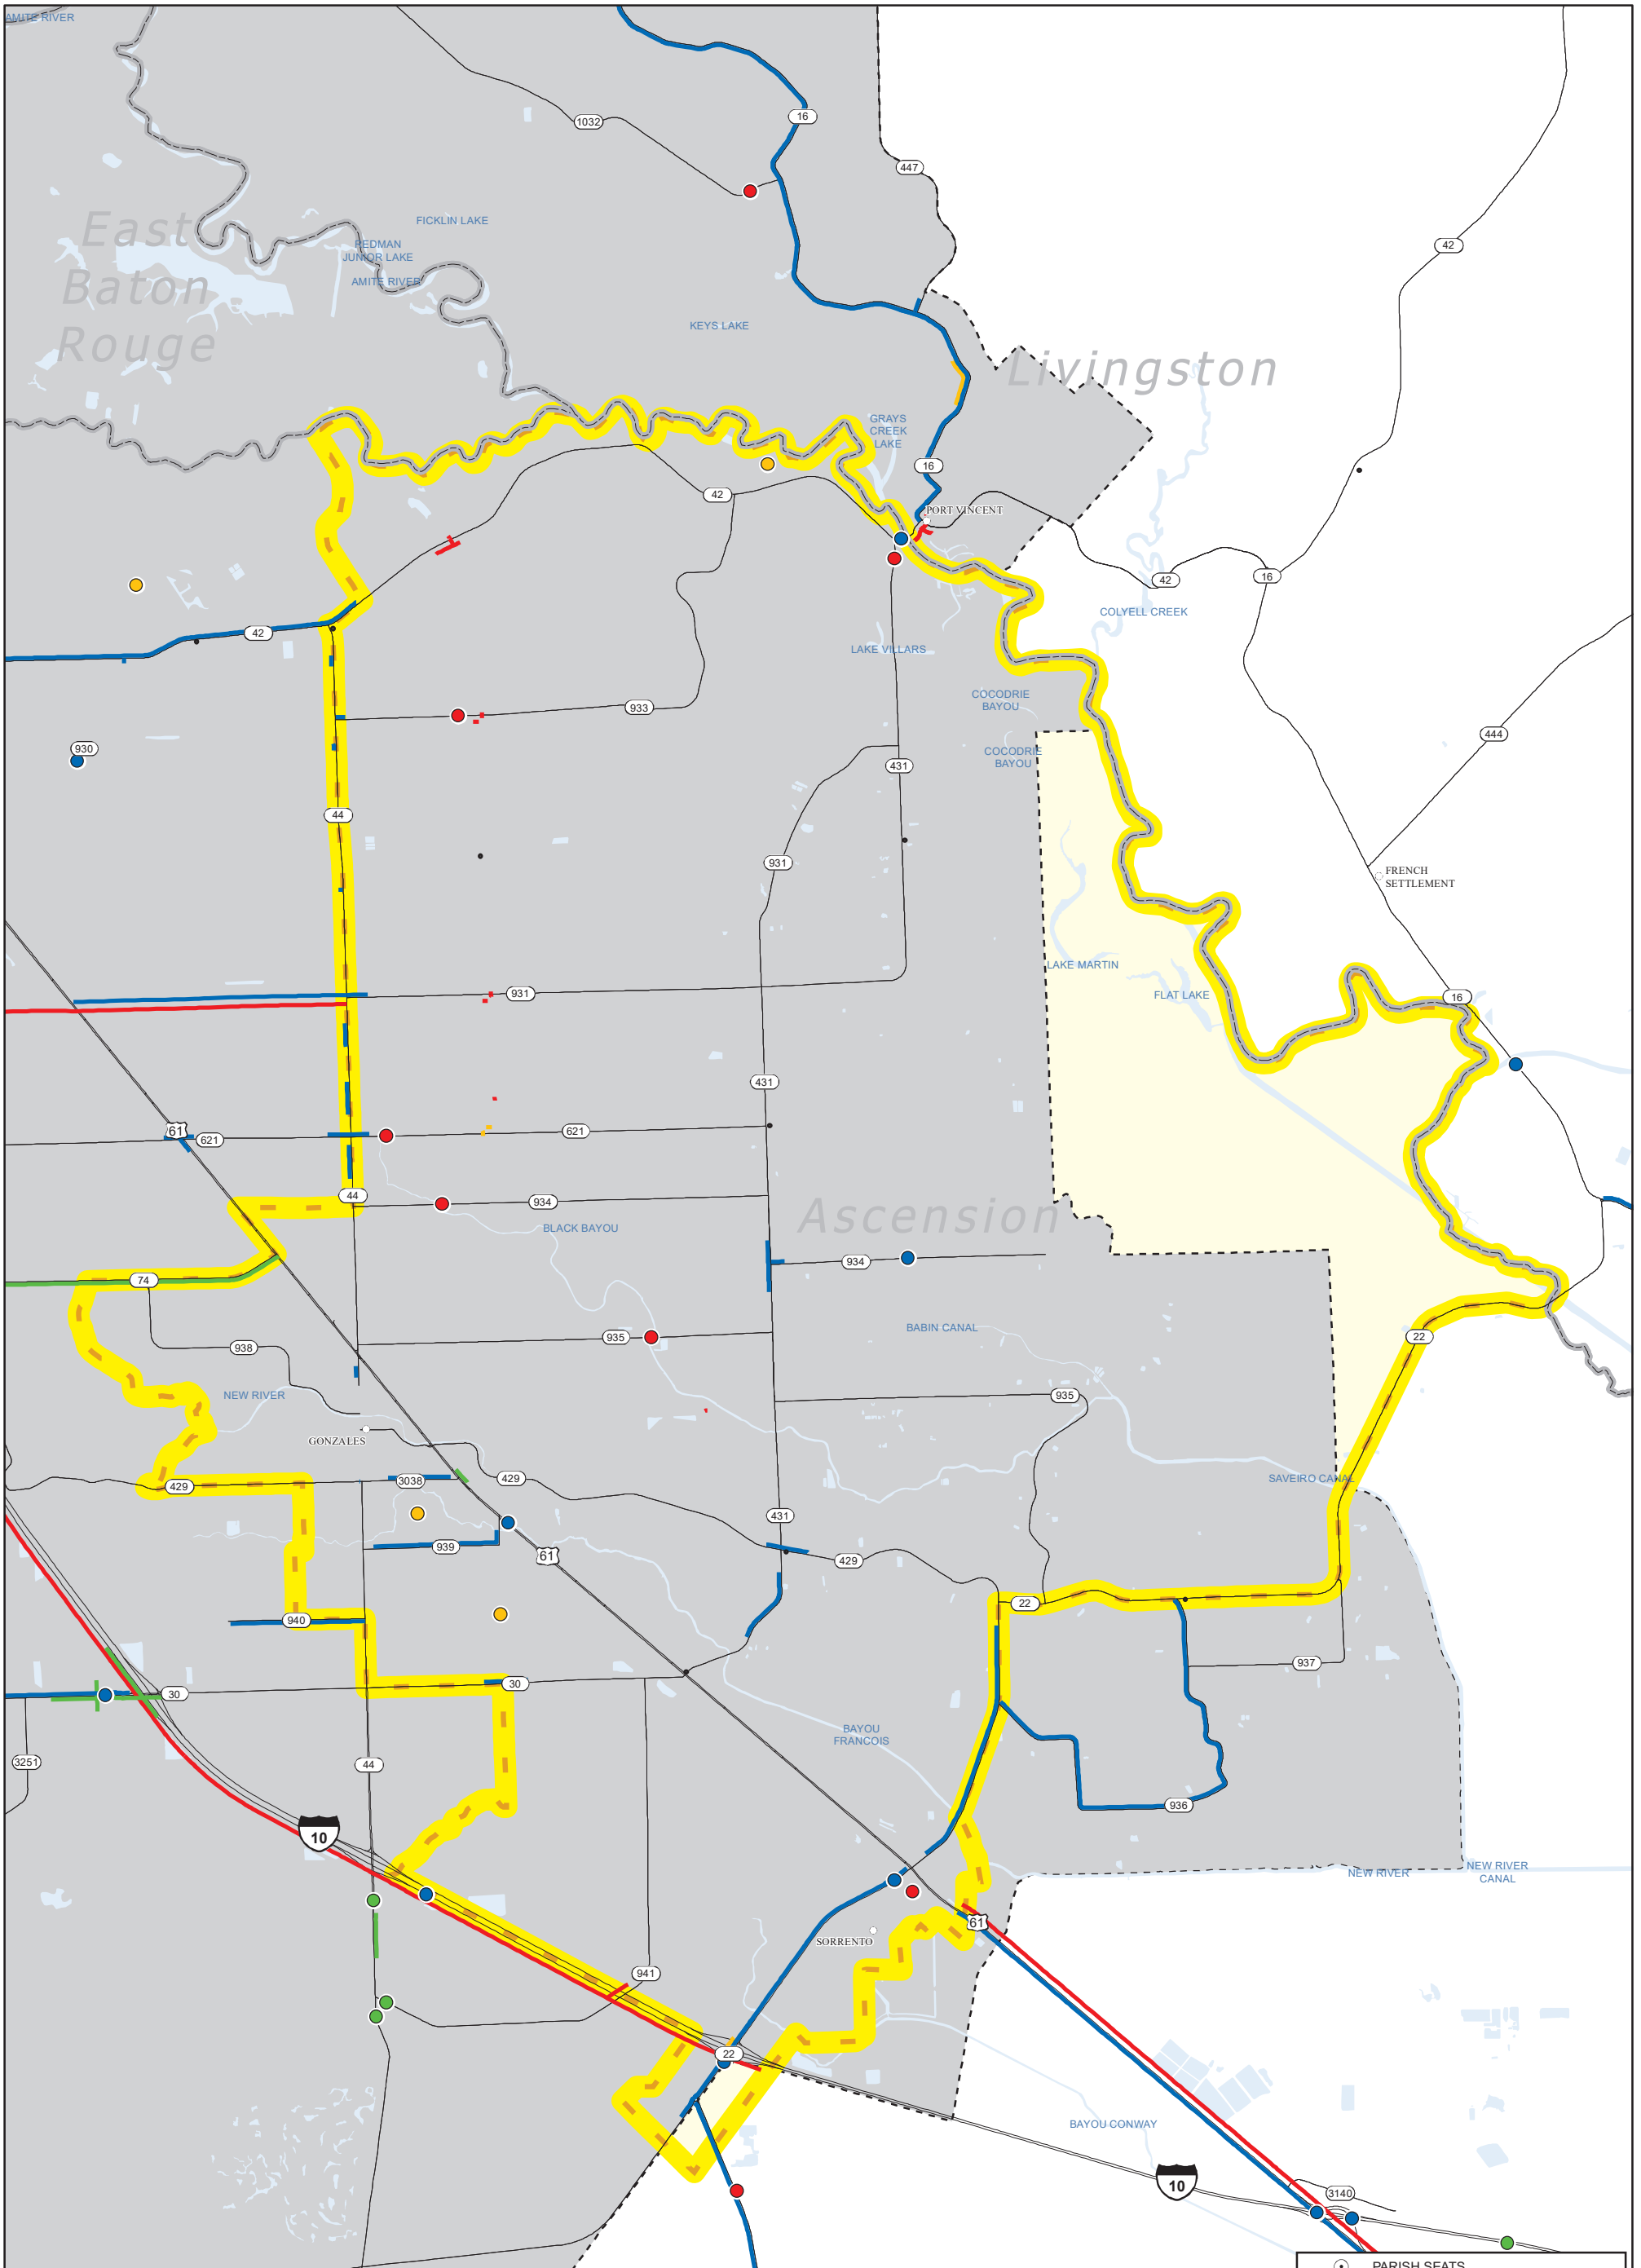 AMITE RIVER
16
1032
447
East
Baton
Rouge
FICKLIN LAKE
REDMAN
JUNIOR LAKE
AMITE RIVER
42
KEYS LAKE
Livingston
GRAYS
CREEK
LAKE
16
42
PORT VINCENT
42
16
COLYELL CREEK
42
LAKE VILLARS
COCODRIE
BAYOU
933
930
COCODRIE
BAYOU
444
431
44
931
FRENCH
SETTLEMENT
LAKE MARTIN
FLAT LAKE
931
16
431
61
621
621
44
934
Ascension
BLACK BAYOU
934
74
BABIN CANAL
935
22
938
NEW RIVER
935
GONZALES
SAVEIRO CANAL
3038
429
429
431
939
61
429
22
940
937
30
30
BAYOU
FRANCOIS
3251
44
936
10
NEW RIVER
NEW RIVER
CANAL
61
SORRENTO
941
22
BAYOU CONWAY
10
3140
PARISH SEATS